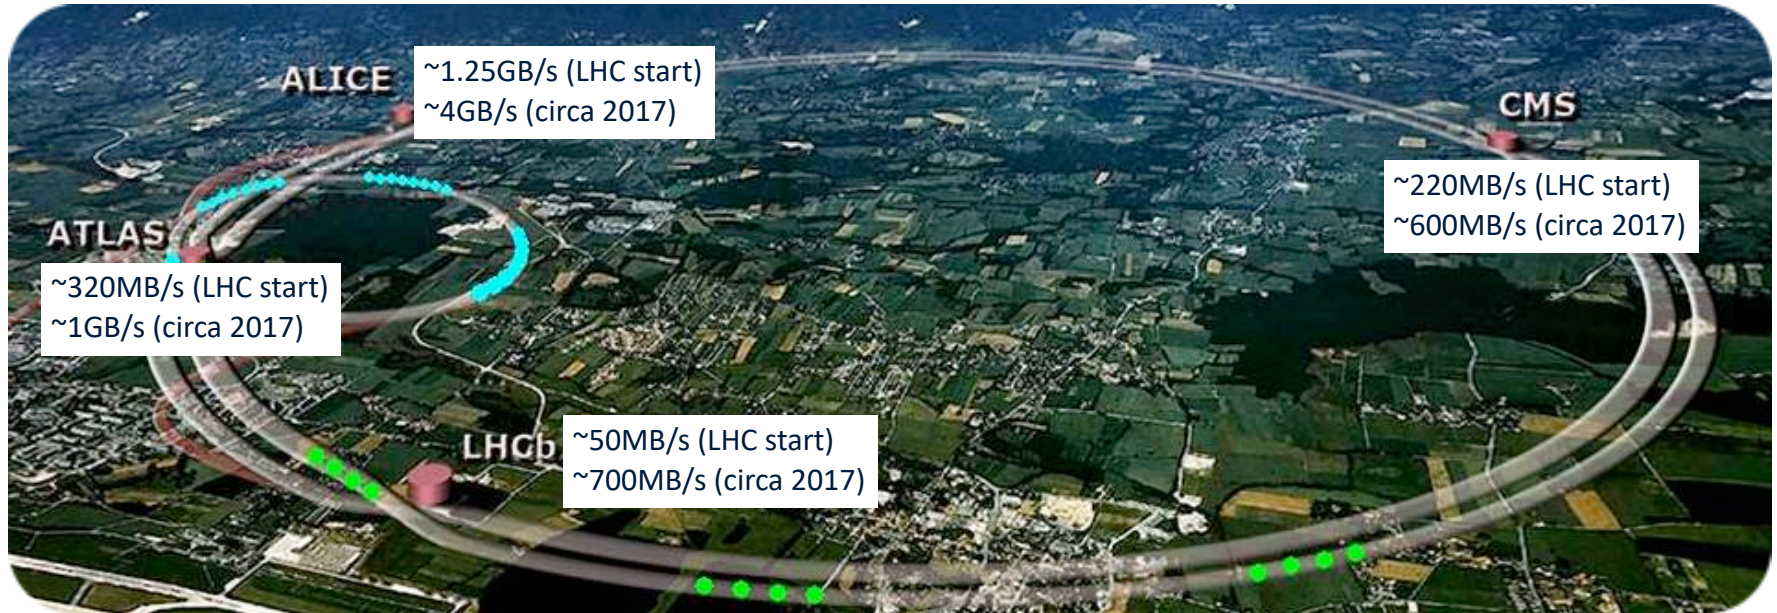 ALICE
~1.25GB/s (LHC start)
~4GB/s (circa 2017)
CMS
~220MB/s (LHC start)
~600MB/s (circa 2017)
ATLAS
~320MB/s (LHC start)
~1GB/s (circa 2017)
LHCb
~50MB/s (LHC start)
~700MB/s (circa 2017)